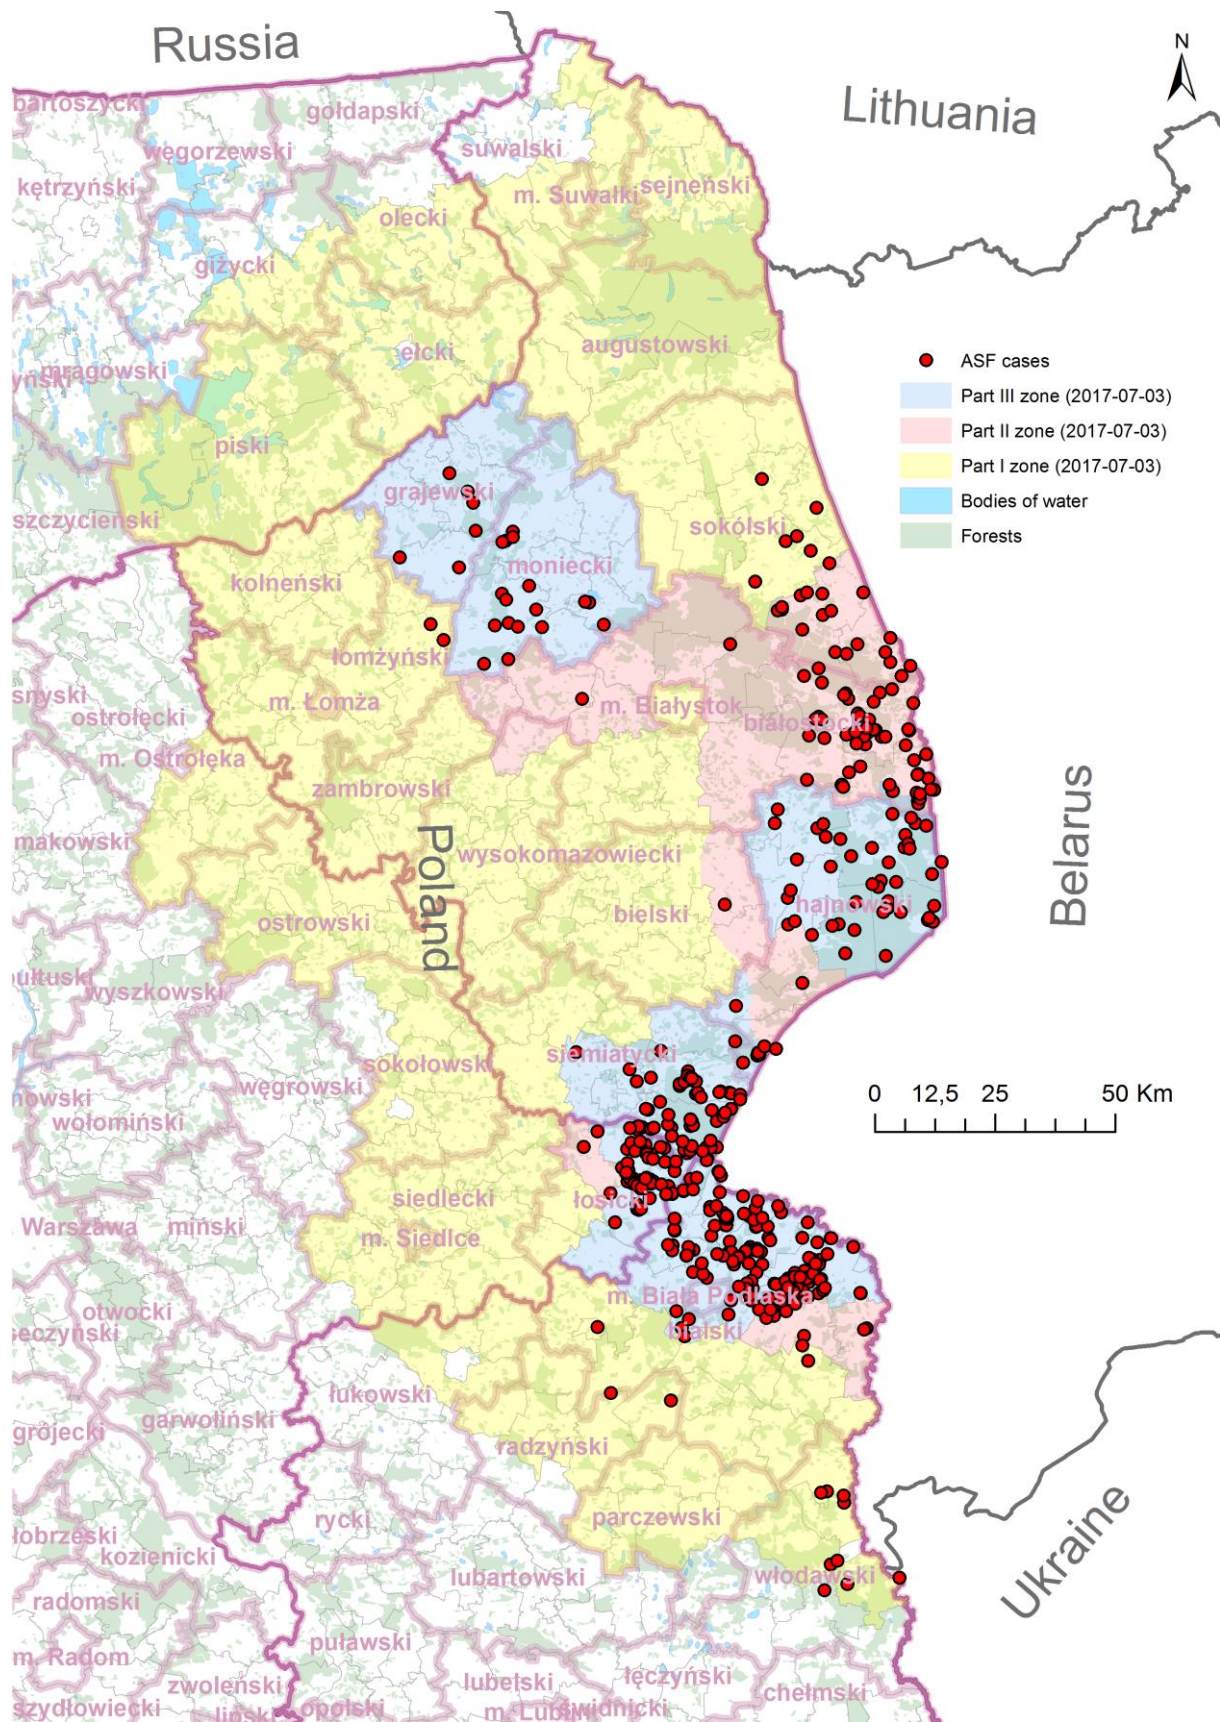 Russia
N
Lithuania
bartoszycki
gołdapski
węgorzewski
suwalski
kętrzyński
m. Suwałki
sejneński
olecki
giżycki
augustowski
ełcki
mrągowski
ASF cases
Part III zone (2017-07-03)
Part II zone (2017-07-03)
Part I zone (2017-07-03)
Bodies of water
Forests
piski
grajewski
szczycieński
sokólski
moniecki
kolneński
łomżyński
m. Łomża
ostrołęcki
m. Białystok
białostocki
m. Ostrołęka
zambrowski
Poland
Belarus
makowski
wysokomazowiecki
hajnowski
ostrowski
bielski
wyszkowski
siemiatycki
sokołowski
węgrowski
0 12,5 25 50 Km
wołomiński
siedlecki
łosicki
Warszawa
miński
m. Siedlce
m. Biała Podlaska
otwocki
bialski
łukowski
garwoliński
grójecki
radzyński
Ukraine
rycki
parczewski
kozienicki
lubartowski
włodawski
radomski
puławski
m. Radom
zwoleński
lubelski
łęczyński
chełmski
szydłowiecki
opolski